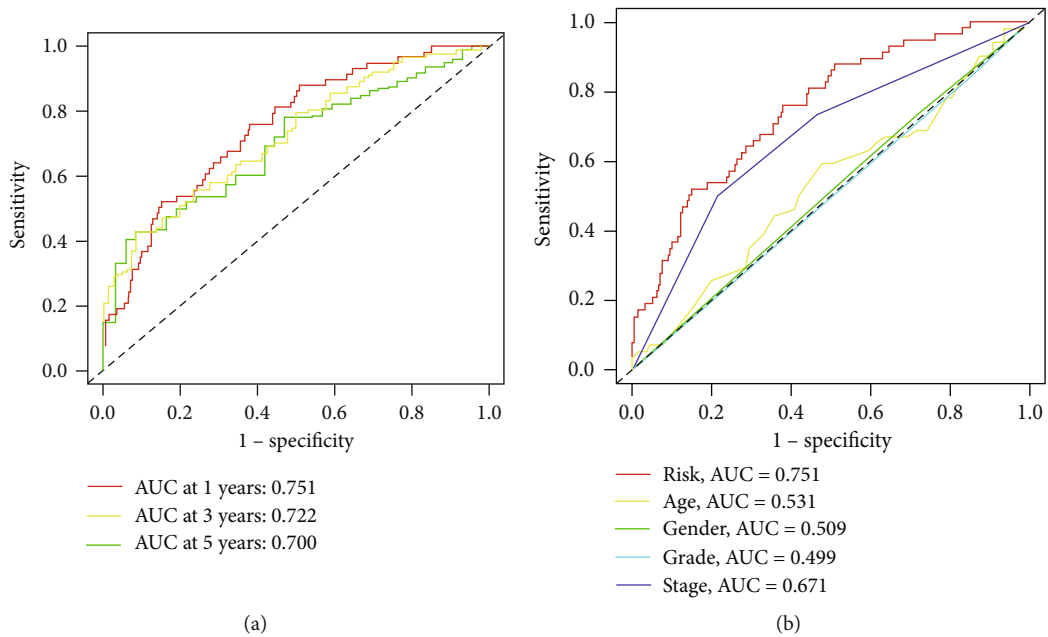 1.0
0.8
0.6
0.4
0.2
0.0
Sensitivity
0.0 0.2 0.4 0.6 0.8 1.0
1 – specificity
AUC at 1 years: 0.751
AUC at 3 years: 0.722
AUC at 5 years: 0.700
(a)
1.0
0.8
0.6
0.4
0.2
0.0
Sensitivity
0.0 0.2 0.4 0.6 0.8 1.0
1 – specificity
Risk, AUC = 0.751
Age, AUC = 0.531
Gender, AUC = 0.509
Grade, AUC = 0.499
Stage, AUC = 0.671
(b)